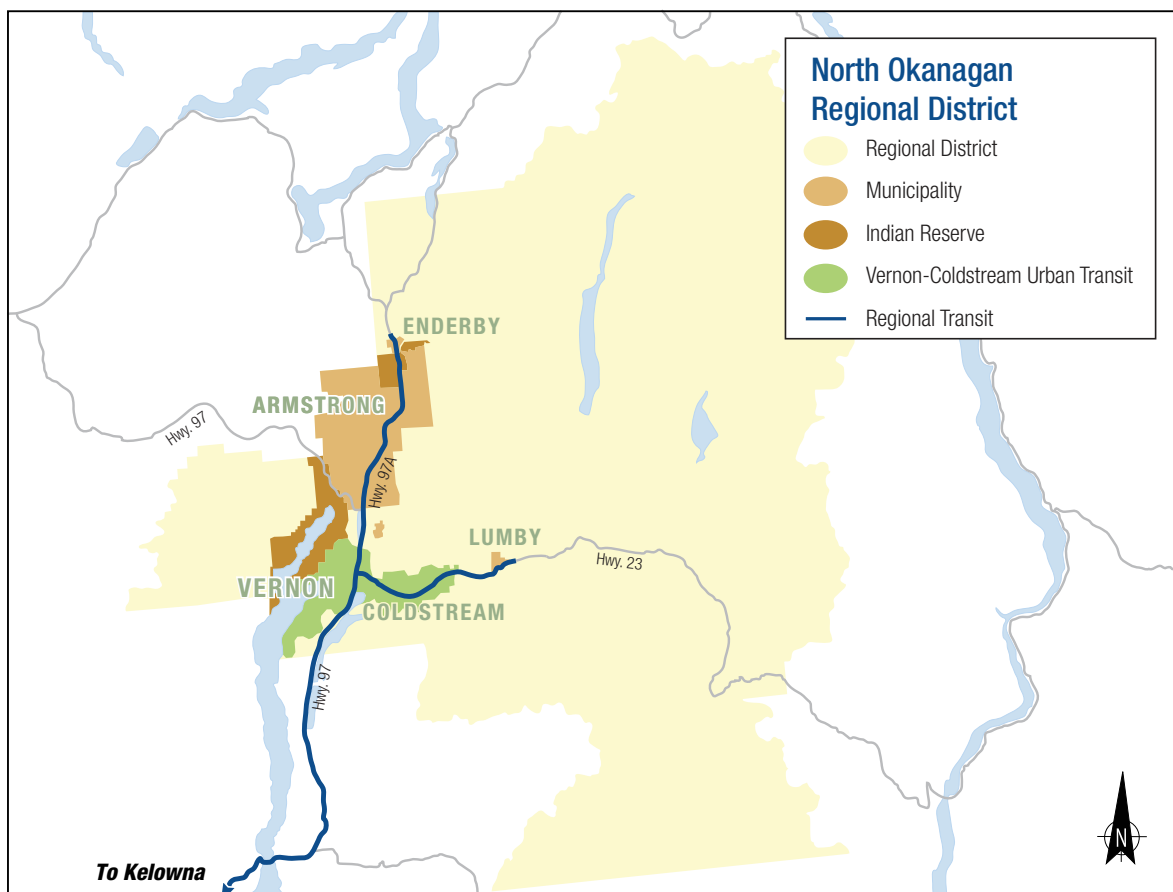 North Okanagan
Regional District
Regional District
Municipality
Indian Reserve
Vernon-Coldstream Urban Transit
Regional Transit
ENDERBY
ARMSTRONG
Hwy. 97
Hwy. 97A
LUMBY
Hwy. 23
VERNON
COLDSTREAM
Hwy. 97
To Kelowna
N